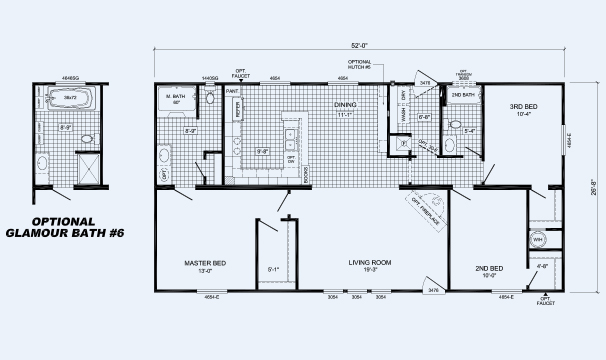 52'-0"
OPTIONAL
HUTCH #5
OPT.
FAUCET
4646SG
1440SG
4654
4654
3476
OPT
TRANSOM
3608
36x72
M. BATH
60"
PANT.
REFER
DINING
11'-1"
DRY
WASH
6'-8"
2ND BATH
5'-4"
3RD BED
10'-4"
4654-E
8'-9"
8'-9"
9'-8"
OPT
DW
F
OPT.
BOOKS
26'-8"
OPT. FIREPLACE
OPTIONAL
GLAMOUR BATH #6
MASTER BED
13'-0"
5'-1"
LIVING ROOM
19'-3"
2ND BED
10'-0"
W/H
4'-8"
4654-E
3054
3054
3054
3476
4654-E
OPT.
FAUCET